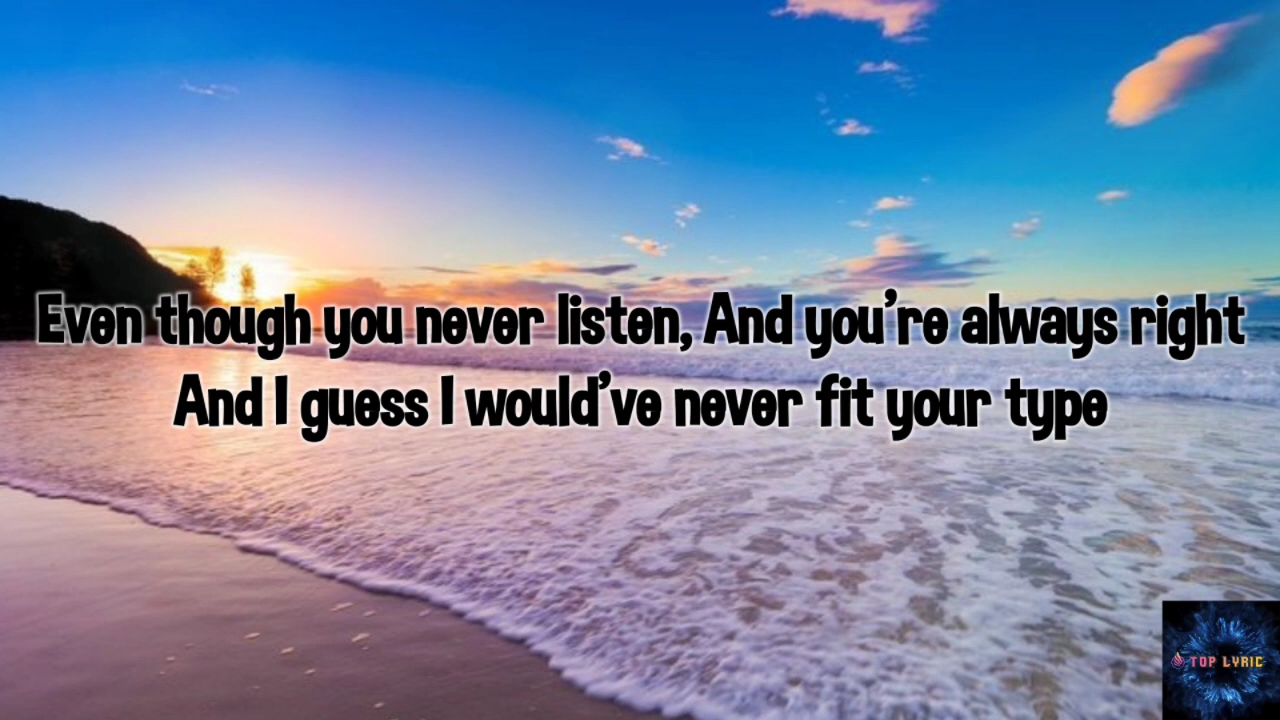 Even though you never listen, And you're always right
And I guess I would've never fit your type
TOP LYRIC